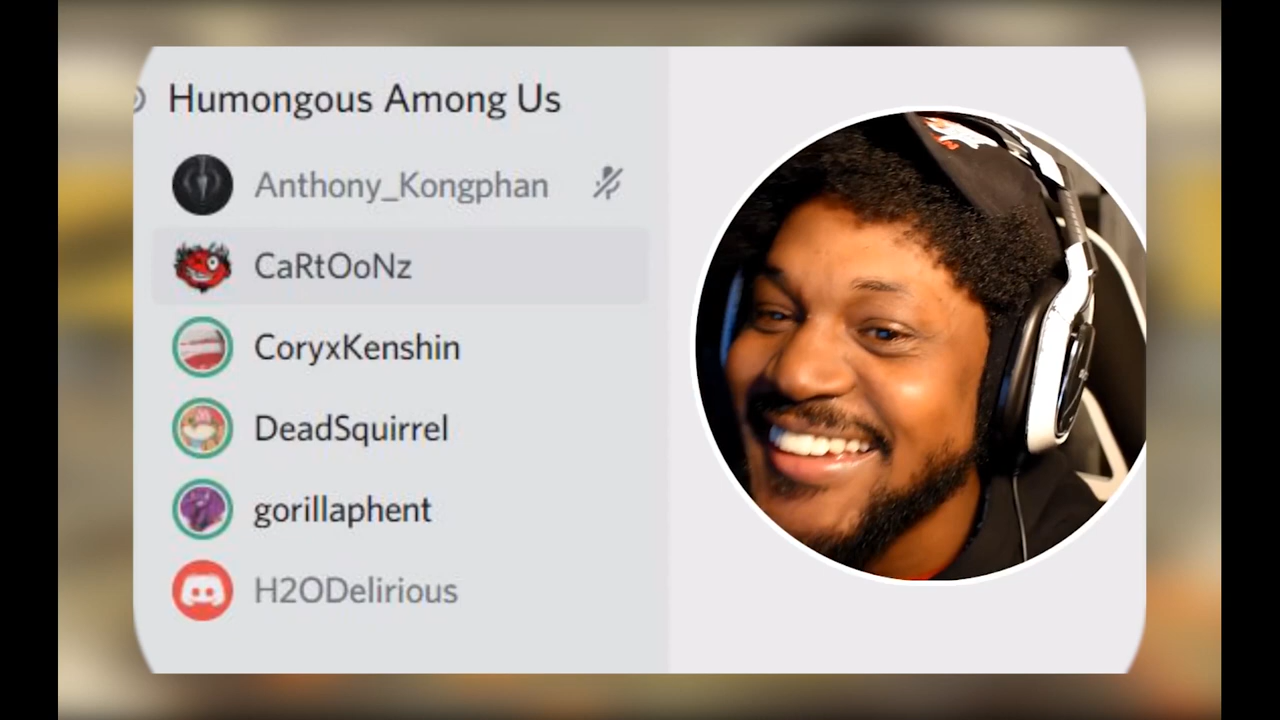 Humongous Among Us
Anthony_Kongphan
CaRtOoNz
CoryxKenshin
DeadSquirrel
gorillaphent
H2ODelirious